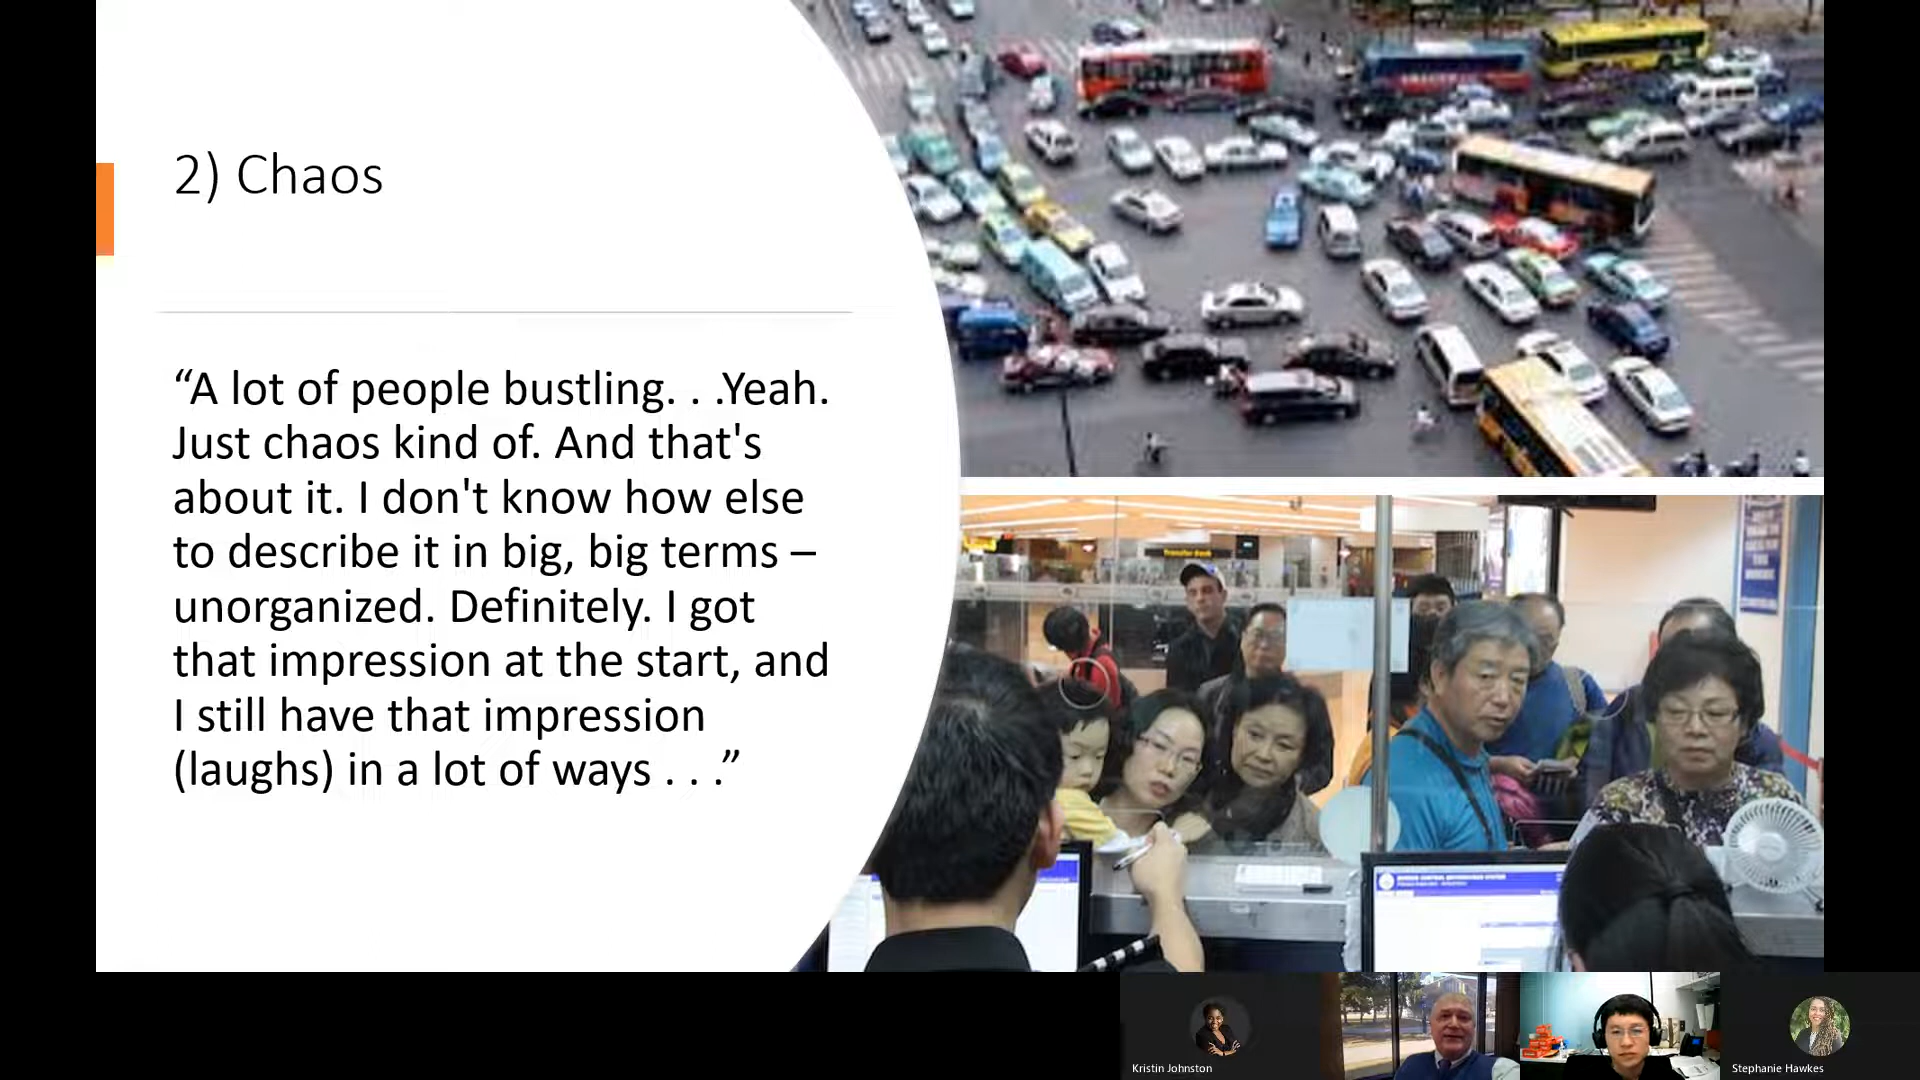 2) Chaos
“A lot of people bustling. . .Yeah.
Just chaos kind of. And that's
about it. I don't know how else
to describe it in big, big terms –
unorganized. Definitely. I got
that impression at the start, and
I still have that impression
(laughs) in a lot of ways . . .”
Transfer Desk
Kristin Johnston
Stephanie Hawkes